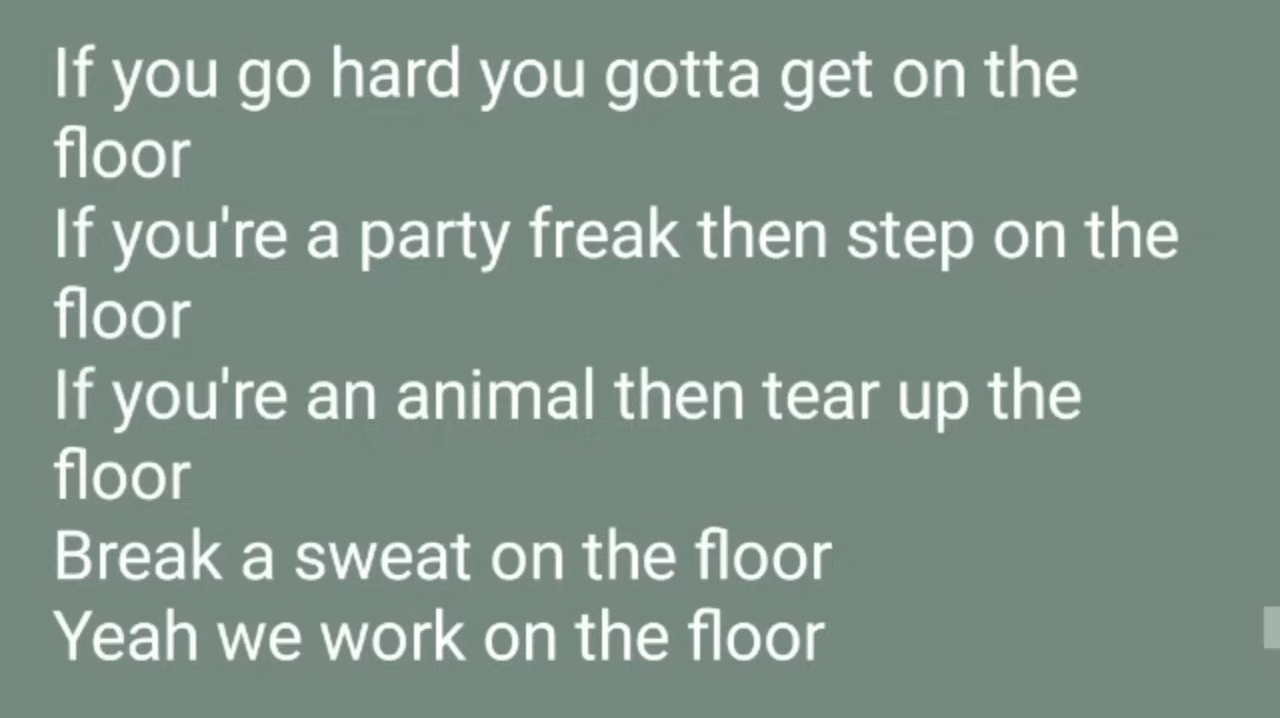 If you go hard you gotta get on the
floor
If you're a party freak then step on the
floor
If you're an animal then tear up the
floor
Break a sweat on the floor
Yeah we work on the floor